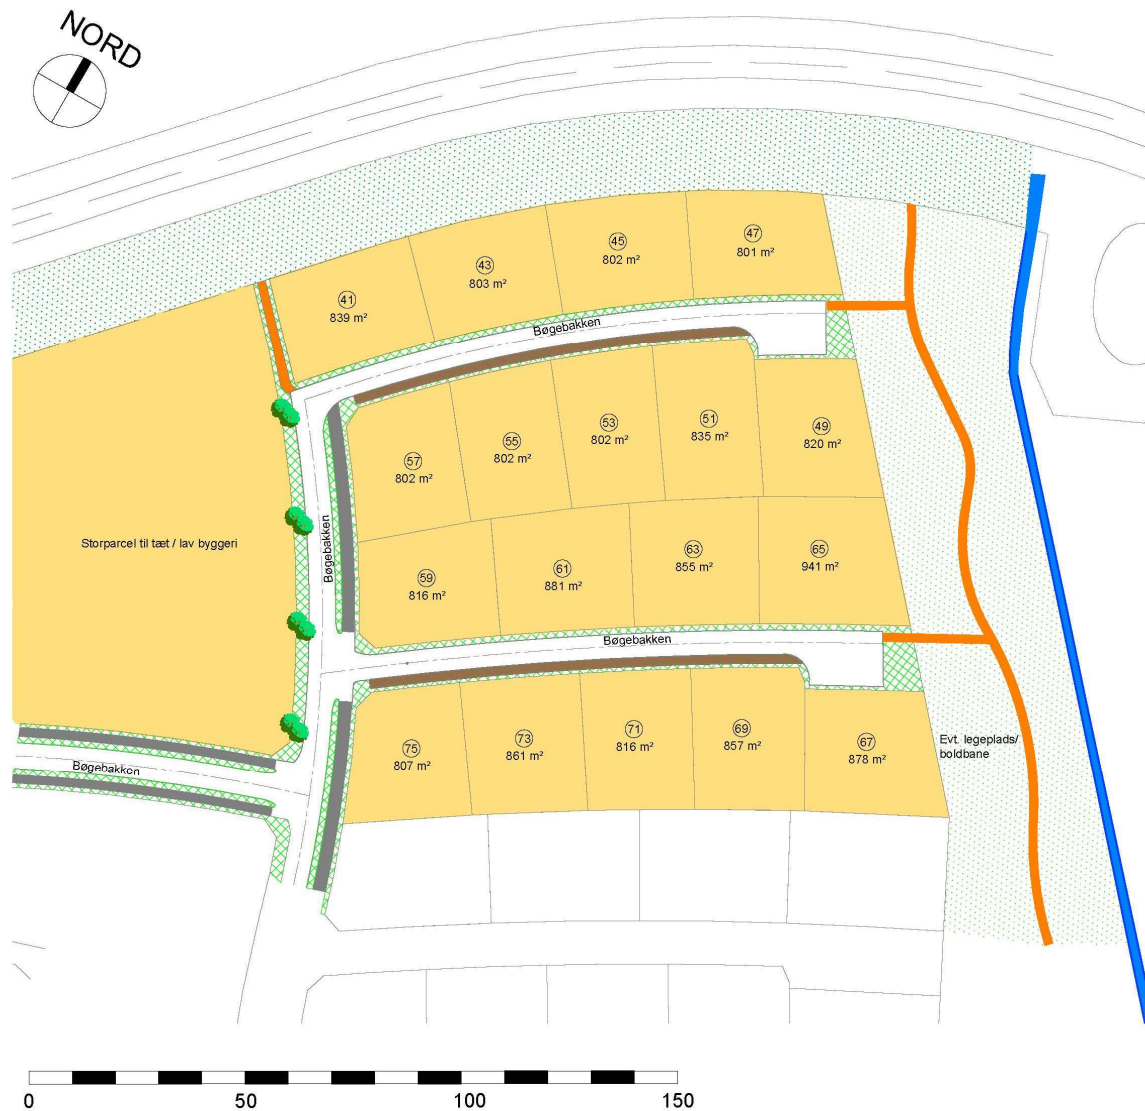 NORD
47
801 m²
45
802 m²
43
803 m²
41
839 m²
Bøgebakken
51
835 m²
53
802 m²
49
820 m²
55
802 m²
57
802 m²
Bøgebakken
Storparcel til tæt / lav byggeri
63
855 m²
65
941 m²
61
881 m²
59
816 m²
Bøgebakken
69
857 m²
71
816 m²
73
861 m²
67
878 m²
75
807 m²
Evt. legeplads/
boldbane
Bøgebakken
0 50 100 150